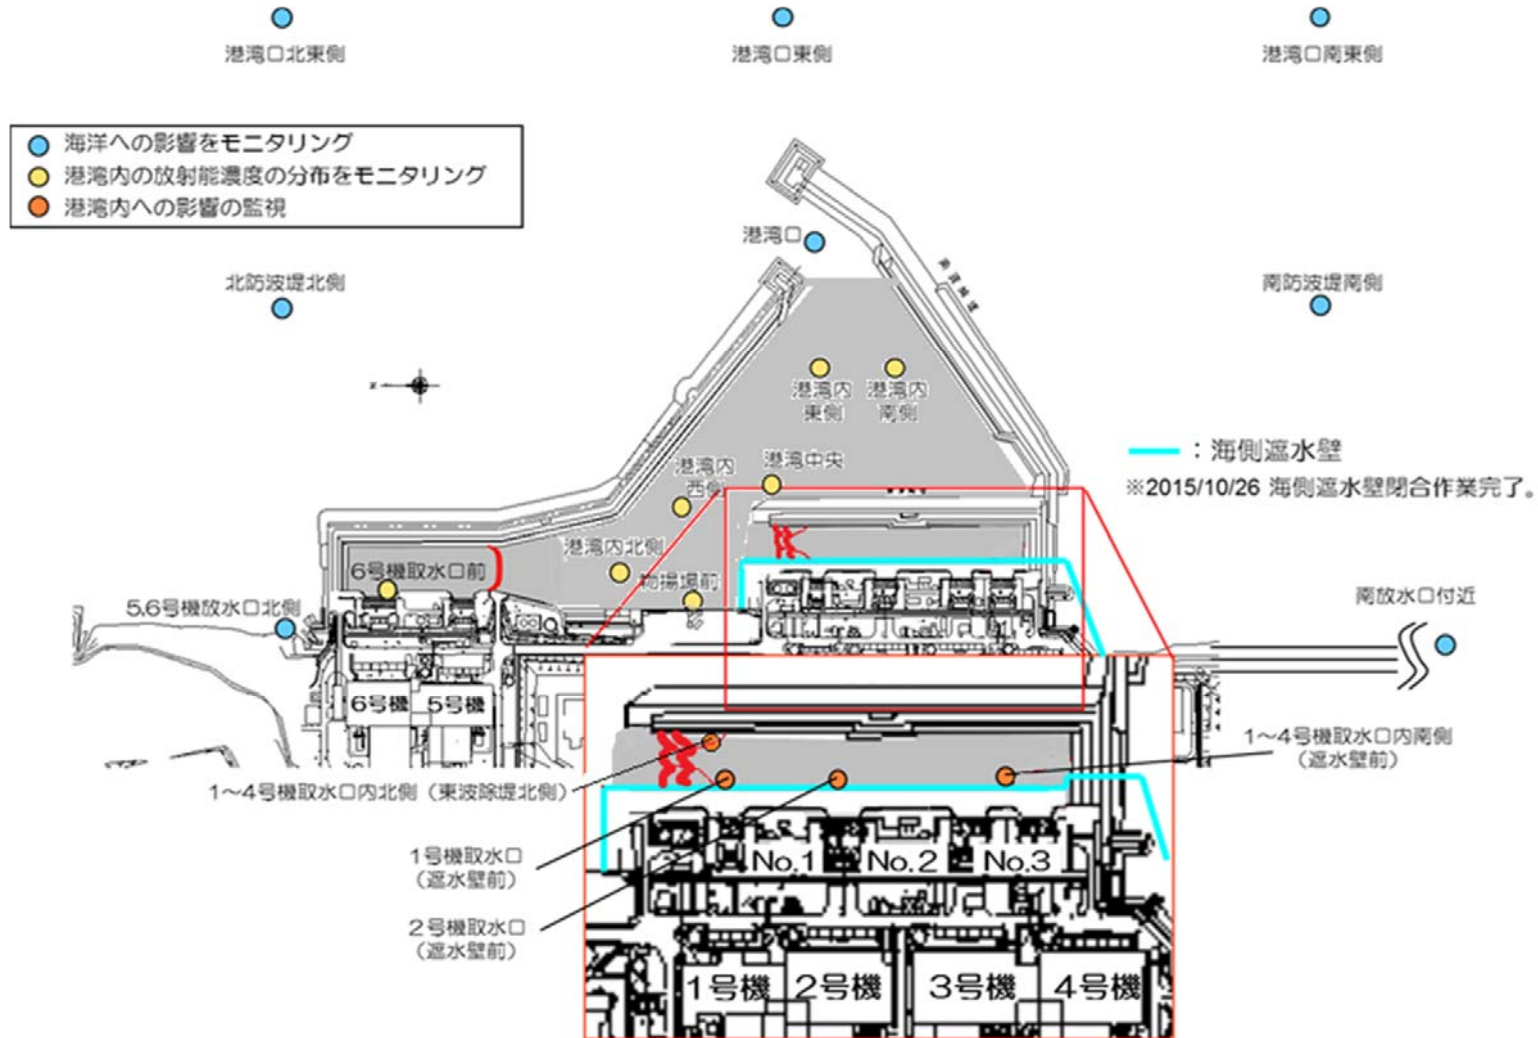 港湾口北東側
港湾口東側
港湾口南東側
海洋への影響をモニタリング
港湾内の放射能濃度の分布をモニタリング
港湾内への影響の監視
港湾口
北防波堤北側
南防波堤南側
港湾内
東側
港湾内
南側
：海側遮水壁
※2015/10/26 海側遮水壁閉合作業完了。
港湾中央
港湾内
西側
港湾内北側
物揚場前
6号機取水口前
5,6号機放水口北側
南放水口付近
6号機
5号機
1～4号機取水口内南側
（遮水壁前）
1～4号機取水口内北側（東波除堤北側）
1号機取水口
（遮水壁前）
No.1
No.2
No.3
2号機取水口
（遮水壁前）
1号機
2号機
3号機
4号機